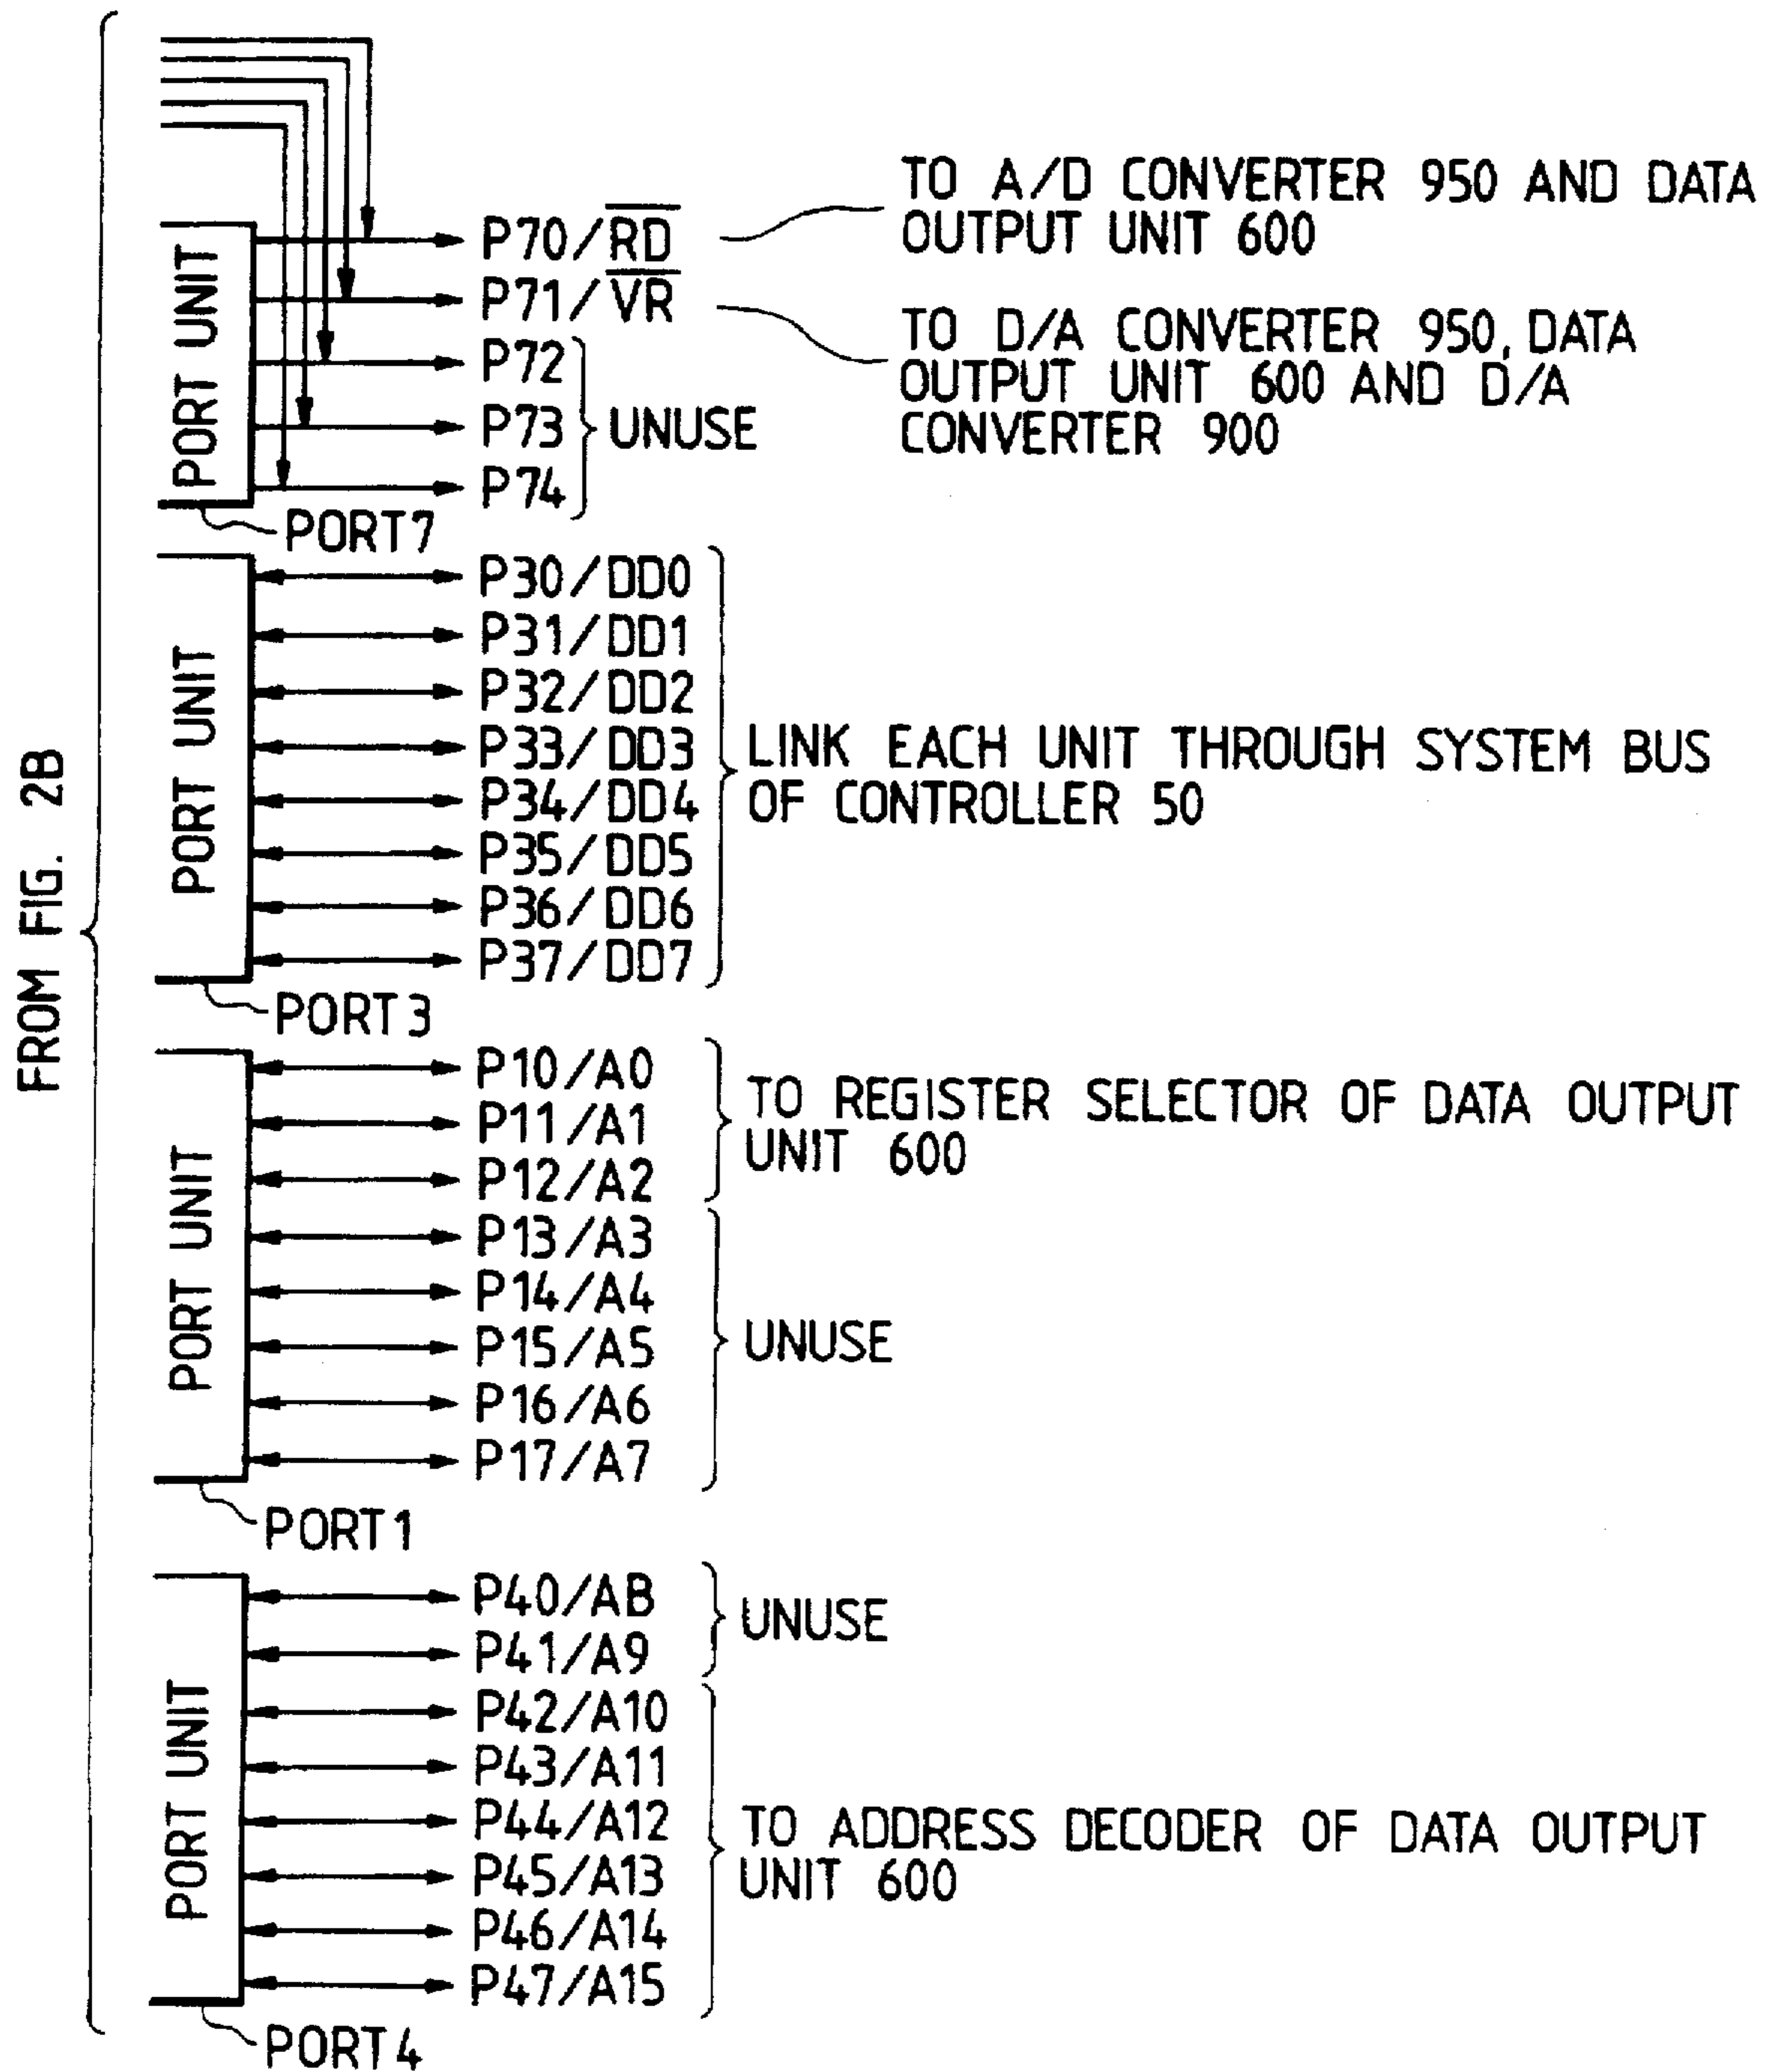 FROM FIG. 2B
PORT UNIT
P70/RD
TO A/D CONVERTER 950 AND DATA
OUTPUT UNIT 600
P71/VR
TO D/A CONVERTER 950, DATA
OUTPUT UNIT 600 AND D/A
CONVERTER 900
P72
P73
P74
UNUSE
PORT7
PORT UNIT
P30/DD0
P31/DD1
P32/DD2
P33/DD3
P34/DD4
P35/DD5
P36/DD6
P37/DD7
LINK EACH UNIT THROUGH SYSTEM BUS
OF CONTROLLER 50
PORT3
PORT UNIT
P10/A0
P11/A1
P12/A2
TO REGISTER SELECTOR OF DATA OUTPUT
UNIT 600
P13/A3
P14/A4
P15/A5
P16/A6
P17/A7
UNUSE
PORT1
PORT UNIT
P40/AB
P41/A9
UNUSE
P42/A10
P43/A11
P44/A12
P45/A13
P46/A14
P47/A15
TO ADDRESS DECODER OF DATA OUTPUT
UNIT 600
PORT4